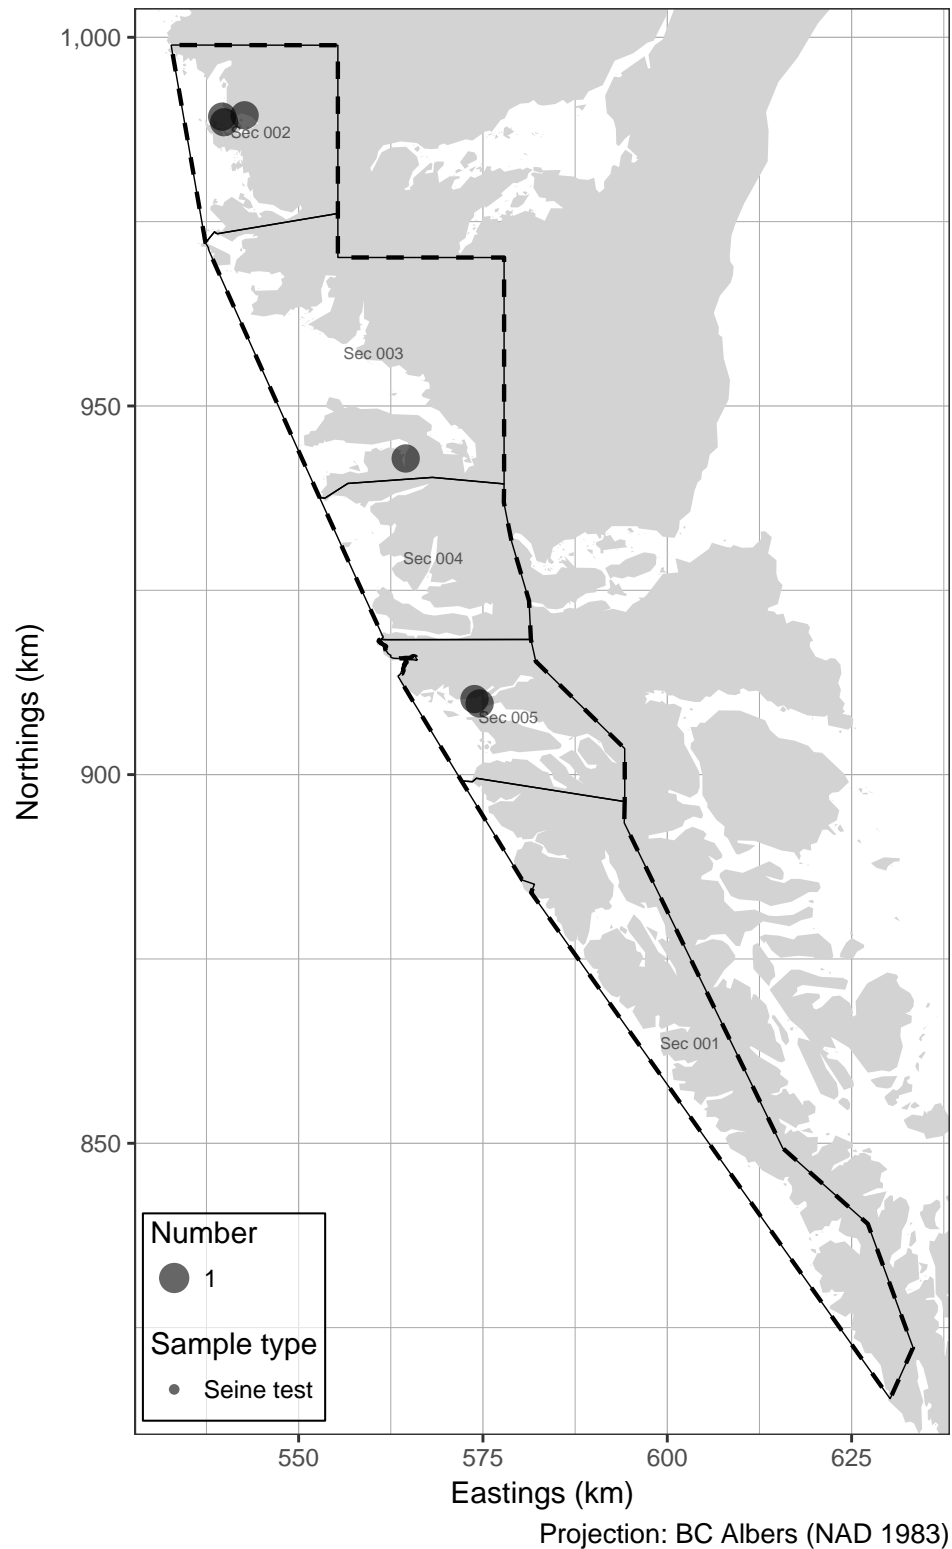 1,000
Sec 002
Sec 003
950
Sec 004
Northings (km)
Sec 005
900
Sec 001
850
Number
1
Sample type
Seine test
550
575
600
625
Eastings (km)
Projection: BC Albers (NAD 1983)